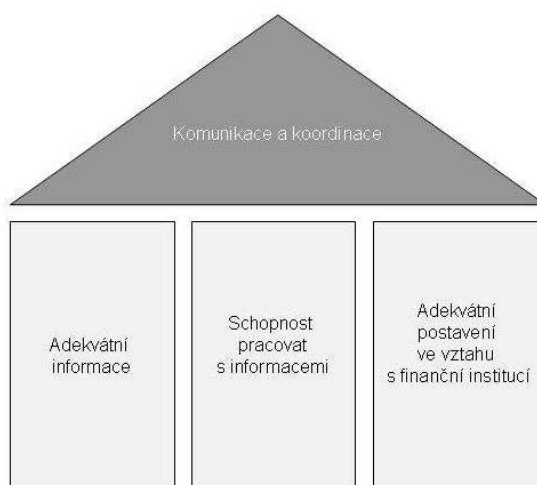 Komunikace a koordinace
Adekvátní
informace
Schopnost
pracovat
s informacemi
Adekvátní
postavení
ve vztahu
s finanční institucí